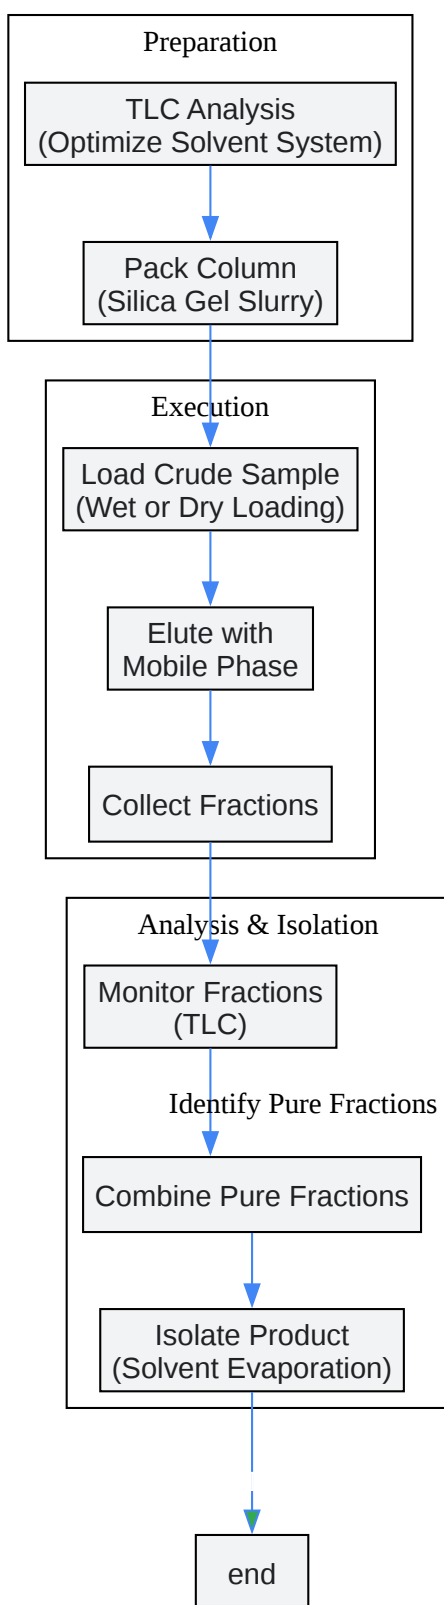 Preparation
TLC Analysis
(Optimize Solvent System)
Pack Column
(Silica Gel Slurry)
Execution
Load Crude Sample
(Wet or Dry Loading)
Elute with
Mobile Phase
Collect Fractions
Analysis & Isolation
Monitor Fractions
(TLC)
Identify Pure Fractions
Combine Pure Fractions
Isolate Product
(Solvent Evaporation)
end